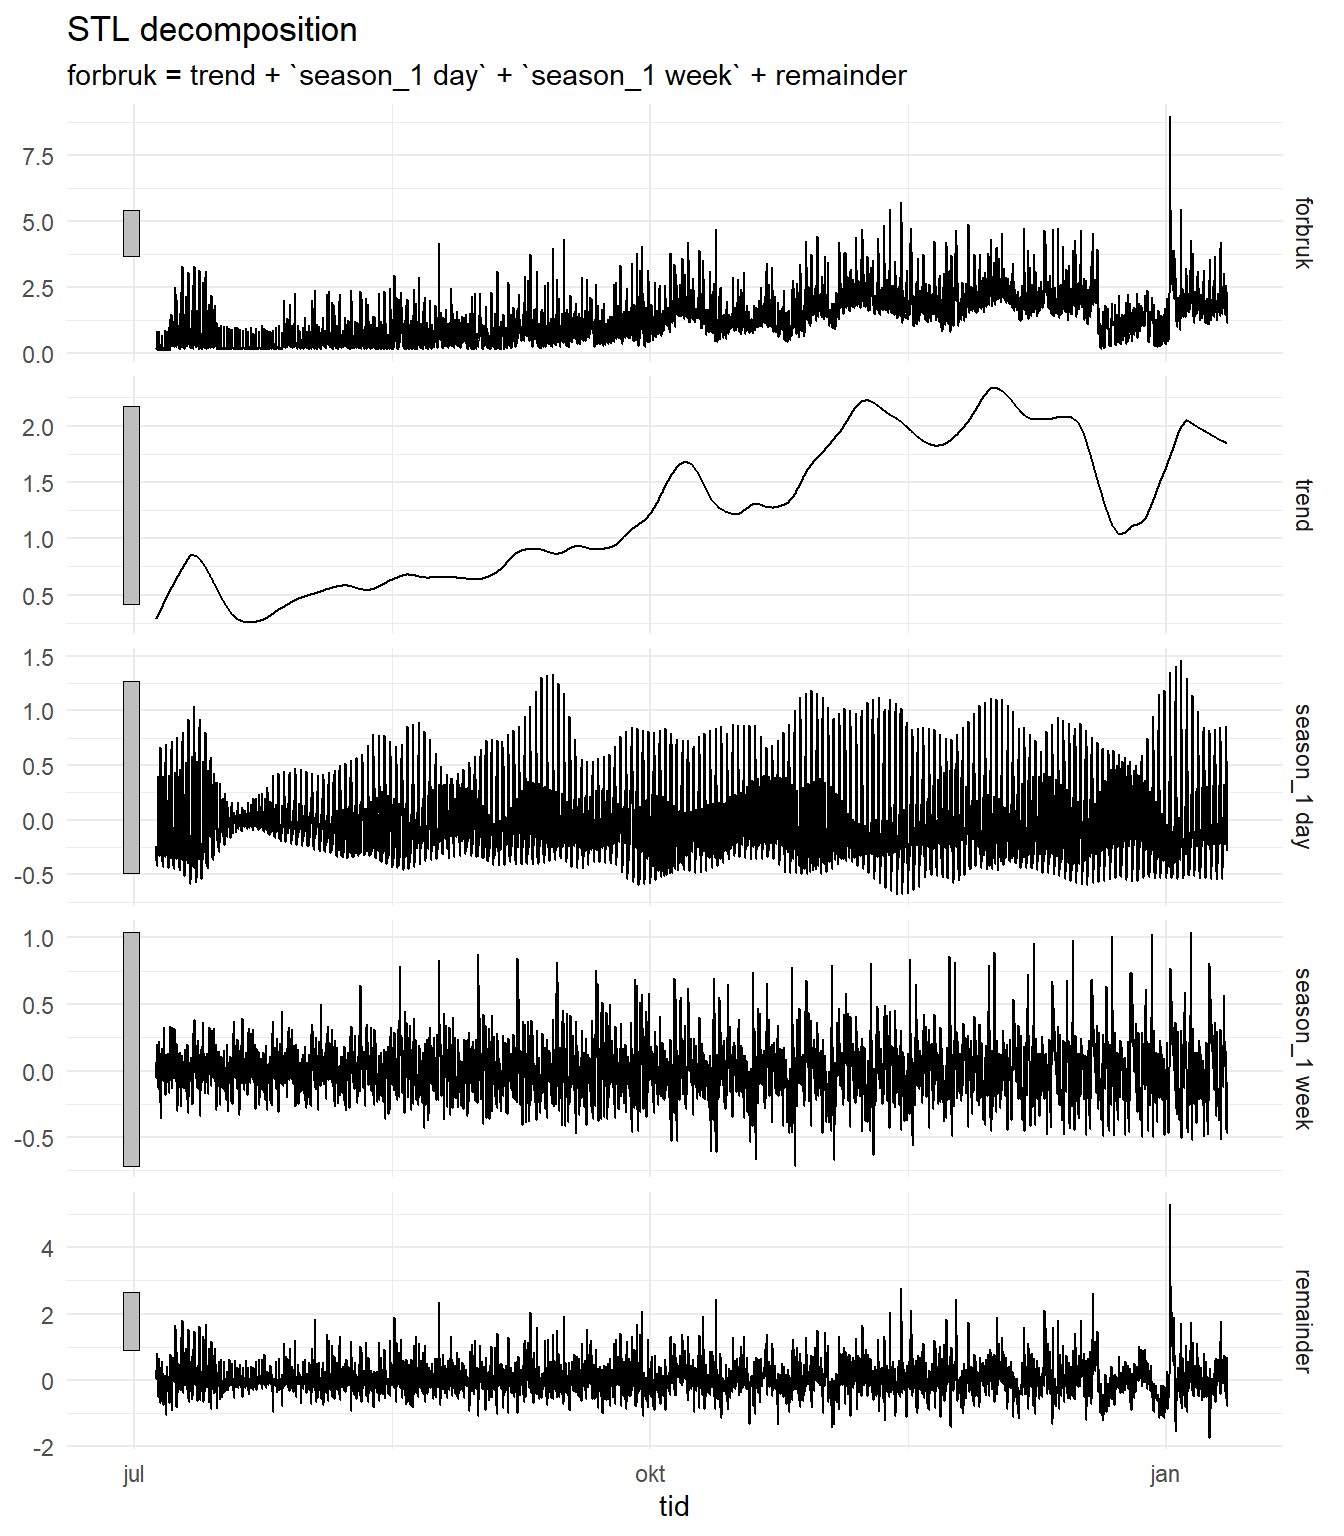 STL decomposition
forbruk = trend + `season_1 day` + `season_1 week` + remainder
7.5
5.0
2.5
0.0
forbruk
2.0
1.5
1.0
0.5
trend
1.5
1.0
0.5
0.0
-0.5
season_1 day
1.0
0.5
0.0
-0.5
season_1 week
4
2
0
-2
remainder
jul okt jan
tid